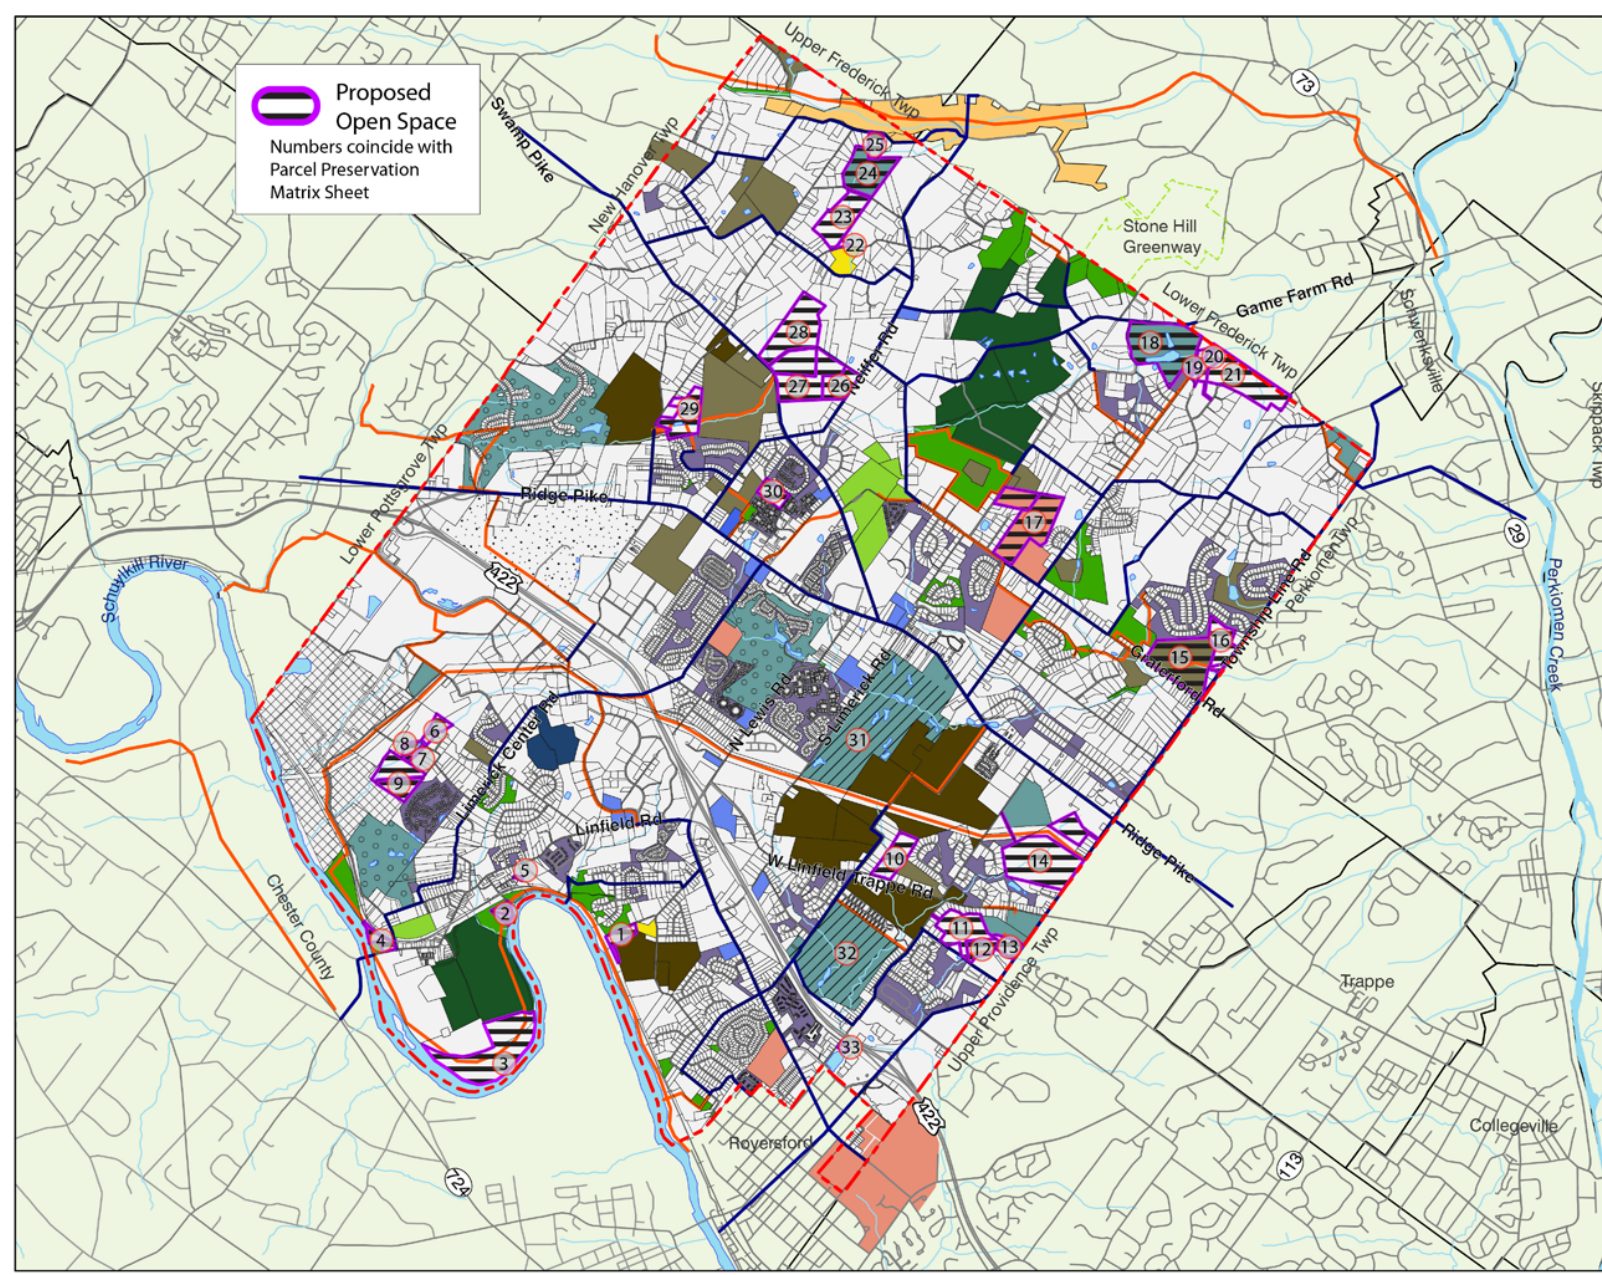 Proposed
Open Space
Numbers coincide with
Parcel Preservation
Matrix Sheet
Upper Frederick Twp
73
Swamp Pike
New Hanover Twp
25
24
23
22
Stone Hill
Greenway
Lower Frederick Twp
Game Farm Rd
Schwenksville
Skippack Twp
28
27
26
Neiffer Rd
18
19
20
21
29
30
Ridge Pike
Lower Pottsgrove Twp
17
29
Perkiomen Twp
Township Line Rd
Perkiomen Creek
422
Schuylkill River
16
15
Graterford Rd
N Lewis Rd
S Limerick Rd
31
6
8
7
9
Limerick Center Rd
Linfield Rd
W Linfield Trappe Rd
10
14
Ridge Pike
5
2
4
1
3
11
12
13
32
33
Chester County
Upper Providence Twp
Trappe
Royersford
422
Collegeville
724
113